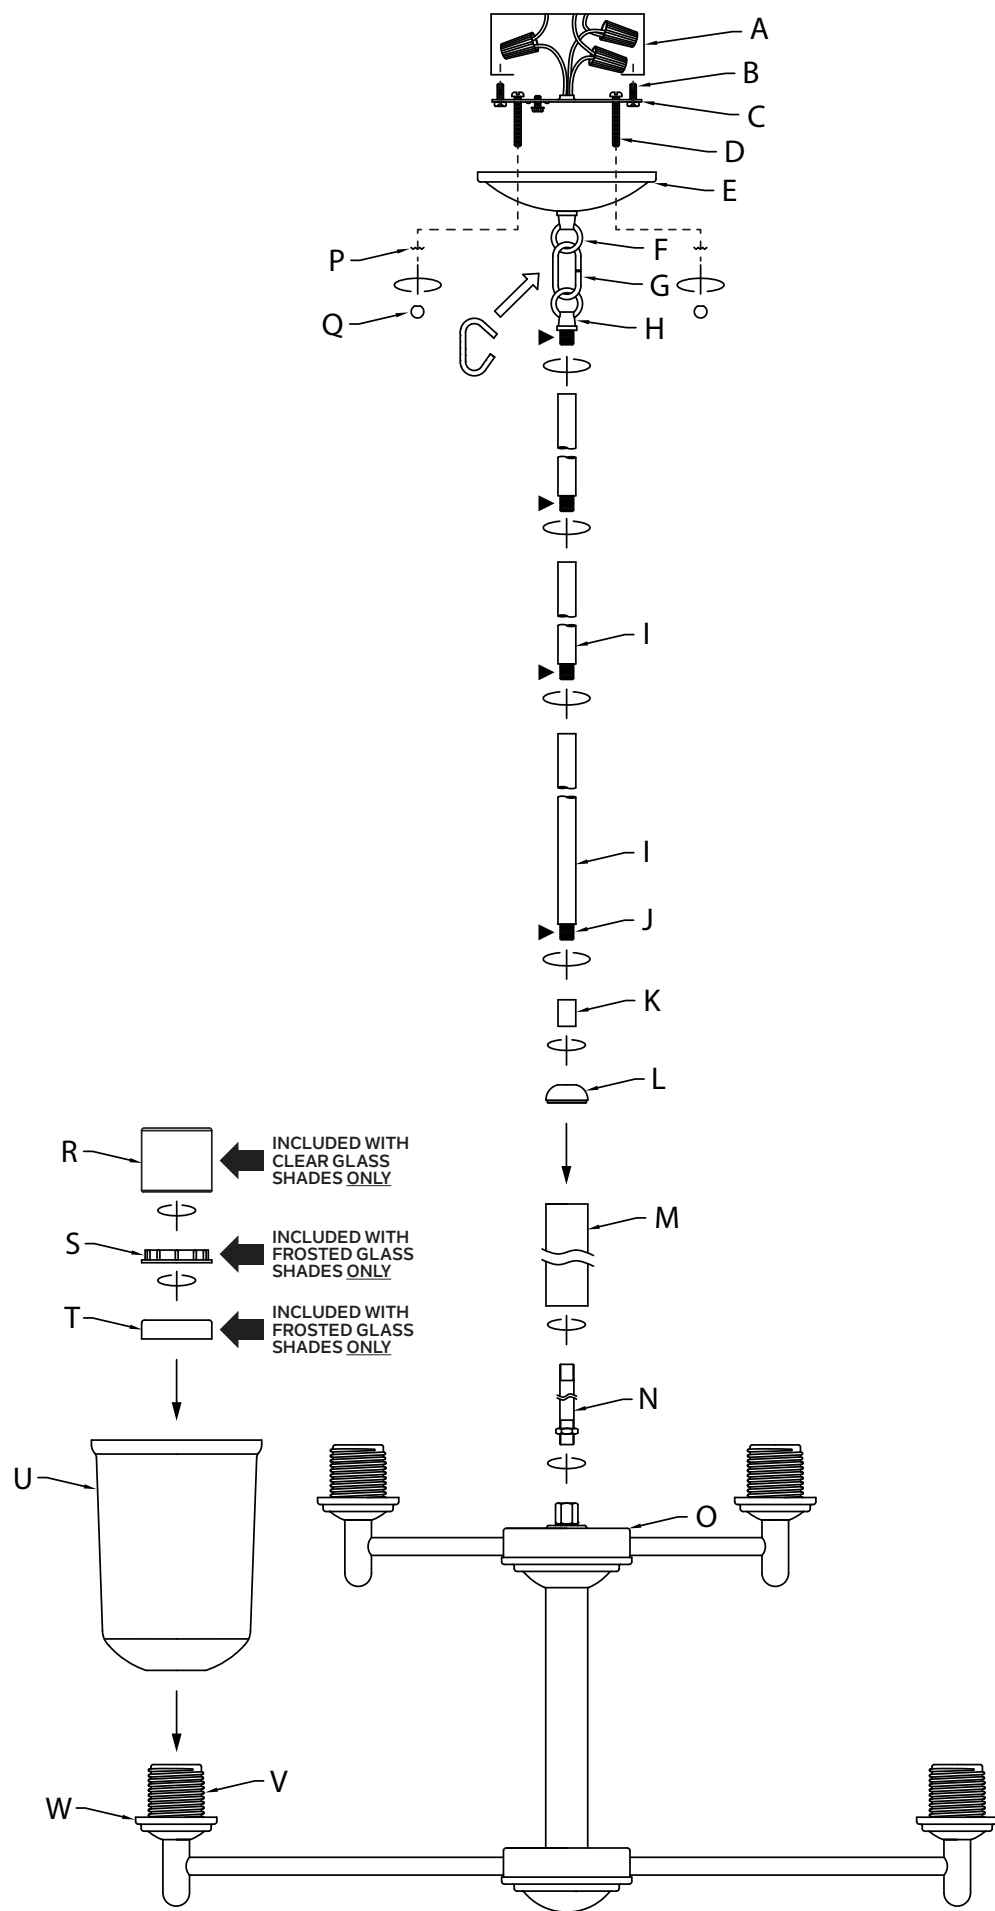 A
B
C
D
E
F
P
G
Q
H
I
I
J
K
L
R
INCLUDED WITH
CLEAR GLASS
SHADES ONLY
M
S
INCLUDED WITH
FROSTED GLASS
SHADES ONLY
T
INCLUDED WITH
FROSTED GLASS
SHADES ONLY
N
U
O
V
W